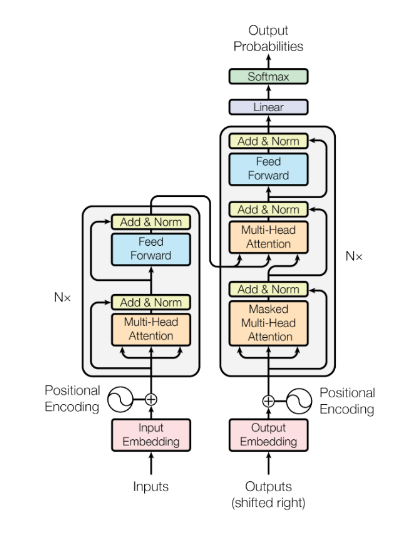 Output
Probabilities
Softmax
Linear
Add & Norm
Feed
Forward
Add & Norm
Multi-Head
Attention
Add & Norm
Masked
Multi-Head
Attention
N×
Add & Norm
Feed
Forward
Add & Norm
Multi-Head
Attention
N×
Positional
Encoding
Positional
Encoding
Input
Embedding
Output
Embedding
Inputs
Outputs
(shifted right)